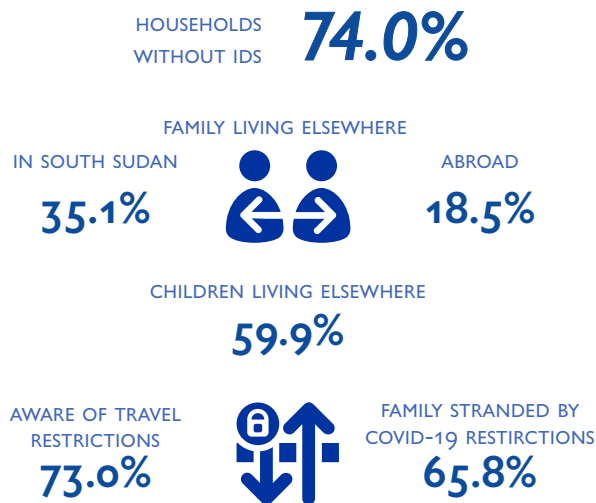 HOUSEHOLDS
WITHOUT IDS
74.0%
FAMILY LIVING ELSEWHERE
IN SOUTH SUDAN
35.1%
ABROAD
18.5%
CHILDREN LIVING ELSEWHERE
59.9%
AWARE OF TRAVEL
RESTRICTIONS
73.0%
FAMILY STRANDED BY
COVID-19 RESTIRCTIONS
65.8%